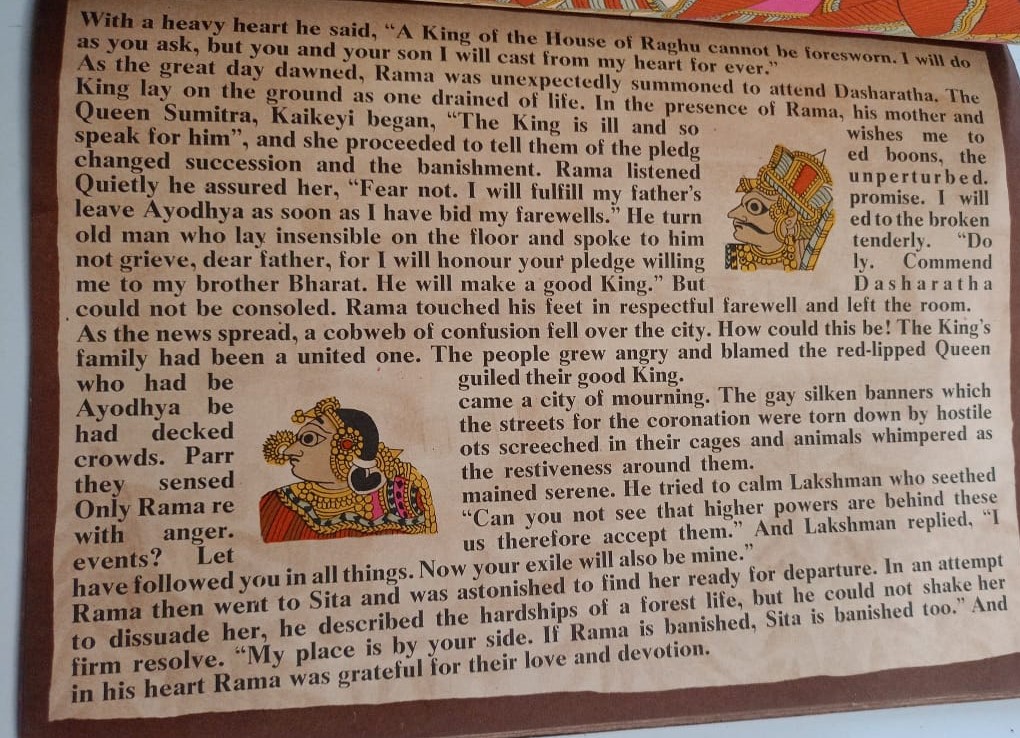 With a heavy heart he said, “A King of the House of Raghu cannot be foresworn. I will do
as you ask, but you and your son I will cast from my heart for ever.”
As the great day dawned, Rama was unexpectedly summoned to attend Dasharatha. The
King lay on the ground as one drained of life. In the presence of Rama, his mother and
Queen Sumitra, Kaikeyi began, “The King is ill and so wishes me to
speak for him”, and she proceeded to tell them of the pledg ed boons, the
changed succession and the banishment. Rama listened unperturbed.
Quietly he assured her, “Fear not. I will fulfill my father’s promise. I will
leave Ayodhya as soon as I have bid my farewells.” He turn ed to the broken
old man who lay insensible on the floor and spoke to him tenderly. “Do
not grieve, dear father, for I will honour your pledge willing ly. Commend
me to my brother Bharat. He will make a good King.” But Dasharatha
could not be consoled. Rama touched his feet in respectful farewell and left the room.
As the news spread, a cobweb of confusion fell over the city. How could this be! The King’s
family had been a united one. The people grew angry and blamed the red-lipped Queen
who had be guiled their good King.
Ayodhya be came a city of mourning. The gay silken banners which
had decked the streets for the coronation were torn down by hostile
crowds. Parr ots screeched in their cages and animals whimpered as
they sensed the restiveness around them.
Only Rama re mained serene. He tried to calm Lakshman who seethed
with anger. “Can you not see that higher powers are behind these
events? Let us therefore accept them.” And Lakshman replied, “I
have followed you in all things. Now your exile will also be mine.”
Rama then went to Sita and was astonished to find her ready for departure. In an attempt
to dissuade her, he described the hardships of a forest life, but he could not shake her
firm resolve. “My place is by your side. If Rama is banished, Sita is banished too.” And
in his heart Rama was grateful for their love and devotion.